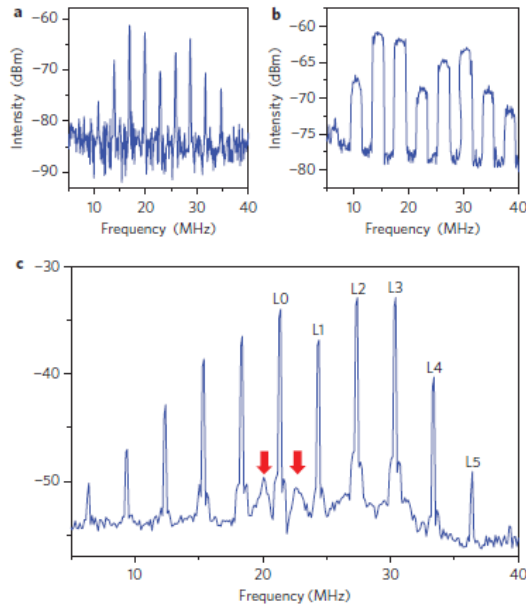 a
−60
−70
−80
−90
Intensity (dBm)
10 20 30 40
Frequency (MHz)
b
−60
−65
−70
−75
−80
Intensity (dBm)
10 20 30 40
Frequency (MHz)
c
−30
−40
−50
Intensity (dBm)
L0
L1
L2
L3
L4
L5
10 20 30 40
Frequency (MHz)